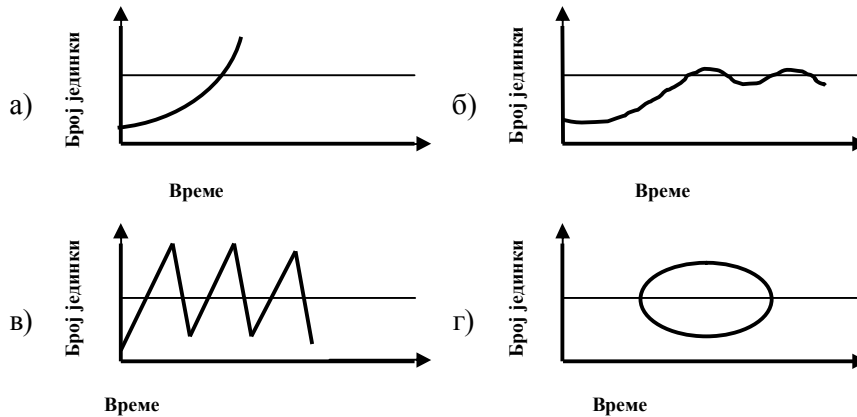 а)
Број јединки
Време
б)
Број јединки
Време
в)
Број јединки
Време
г)
Број јединки
Време